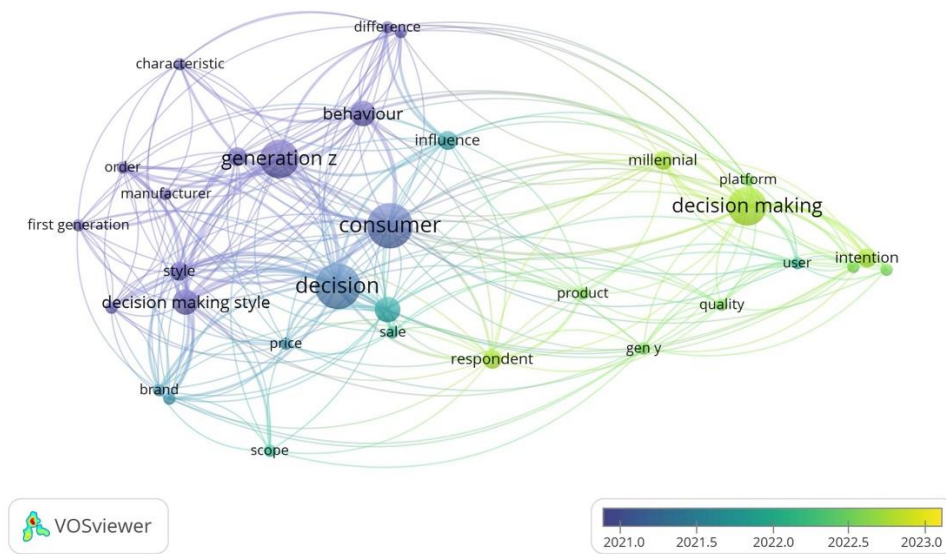 difference
characteristic
behaviour
influence
generation z
millennial
order
platform
manufacturer
decision making
first generation
consumer
style
user
intention
decision
product
decision making style
quality
sale
price
gen y
respondent
brand
scope
VOSviewer
2021.0 2021.5 2022.0 2022.5 2023.0